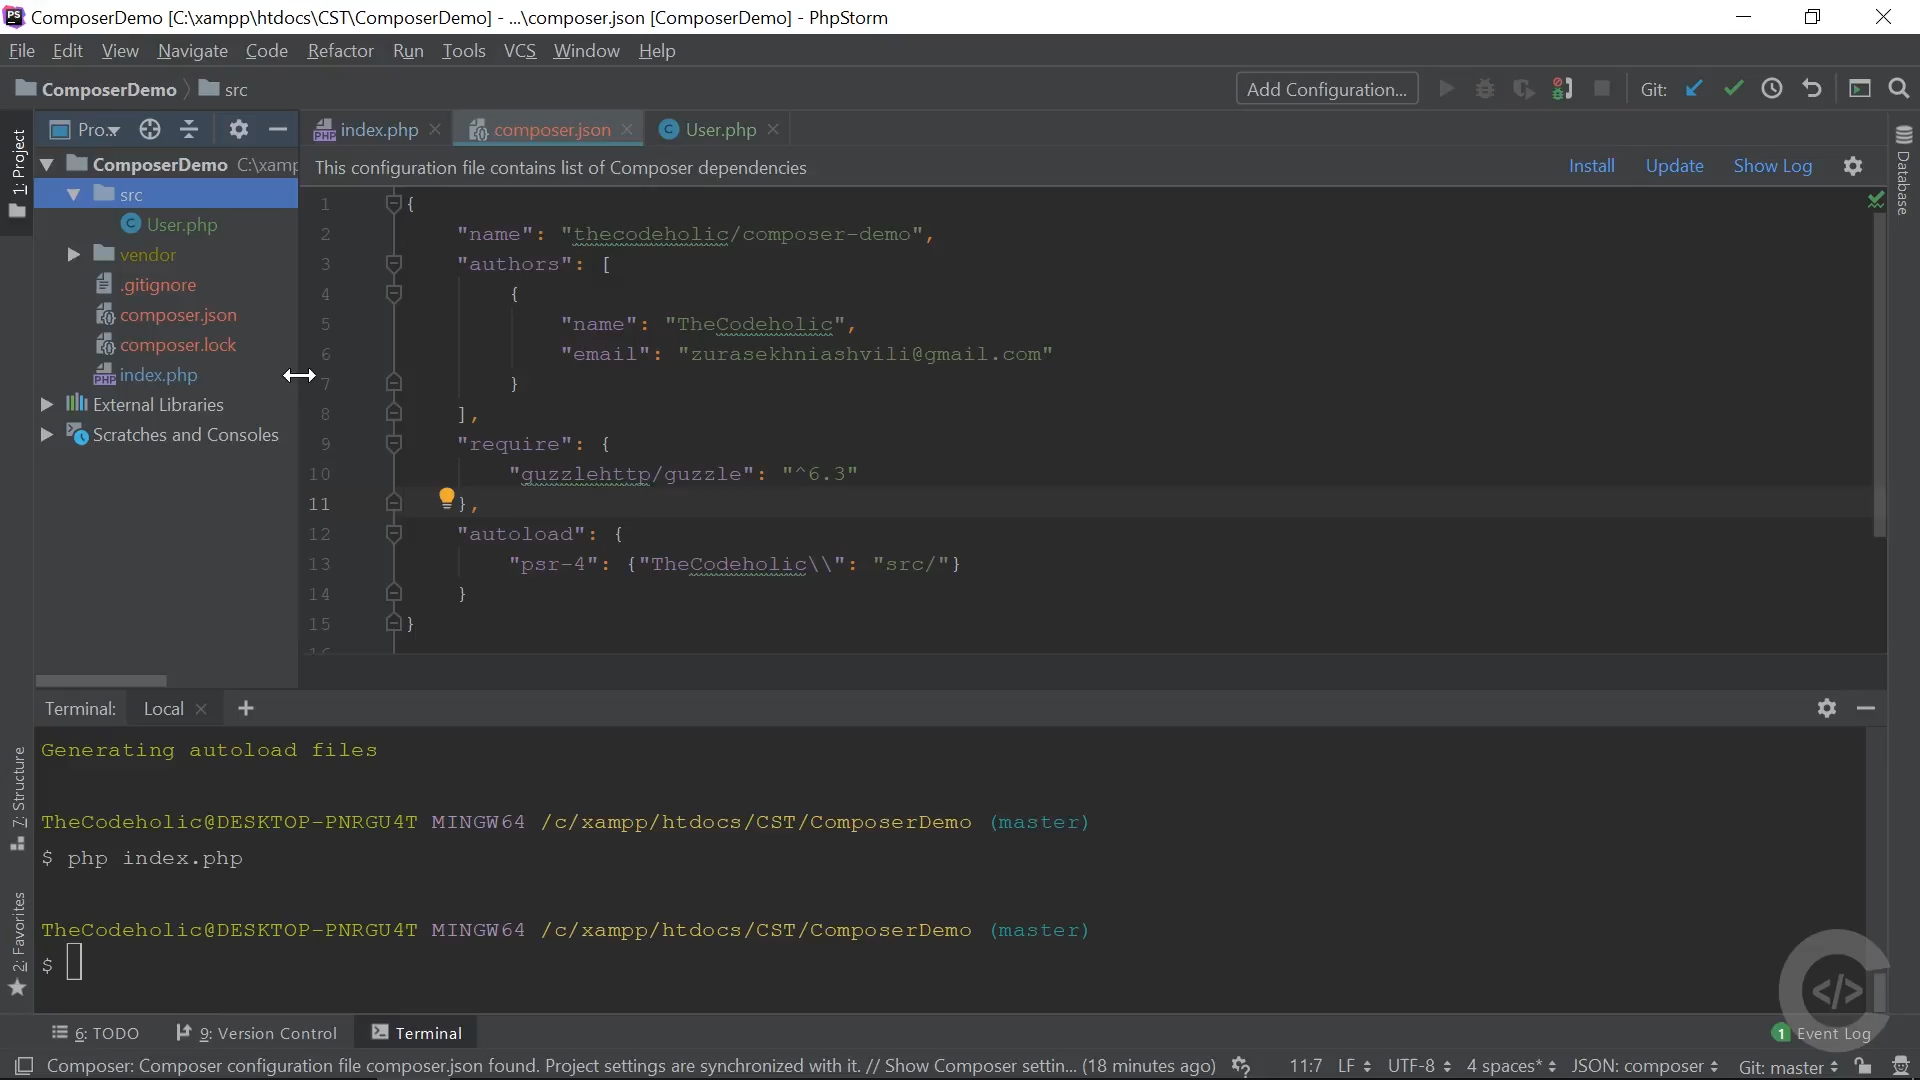 ComposerDemo [C:\xampp\htdocs\CST\ComposerDemo] - ...\composer.json [ComposerDemo] - PhpStorm
File Edit View Navigate Code Refactor Run Tools VCS Window Help
ComposerDemo src Add Configuration... Git:
1: Project
Pro... index.php composer.json User.php
ComposerDemo C:\xamp
This configuration file contains list of Composer dependencies Install Update Show Log
Database
src
User.php
vendor
.gitignore
composer.json
composer.lock
index.php
External Libraries
Scratches and Consoles
1 {
2 "name": "thecodeholic/composer-demo",
3 "authors": [
4 {
5 "name": "TheCodeholic",
6 "email": "zurasekhniashvili@gmail.com"
7 }
8 ],
9 "require": {
10 "guzzlehttp/guzzle": "^6.3"
11 },
12 "autoload": {
13 "psr-4": {"TheCodeholic\\": "src/"}
14 }
15 }
16
Terminal: Local
Generating autoload files
TheCodeholic@DESKTOP-PNRGU4T MINGW64 /c/xampp/htdocs/CST/ComposerDemo (master)
$ php index.php
TheCodeholic@DESKTOP-PNRGU4T MINGW64 /c/xampp/htdocs/CST/ComposerDemo (master)
$
7: Structure
2: Favorites
</>
6: TODO 9: Version Control Terminal 1 Event Log
Composer: Composer configuration file composer.json found. Project settings are synchronized with it. // Show Composer settin... (18 minutes ago) 11:7 LF UTF-8 4 spaces* JSON: composer Git: master